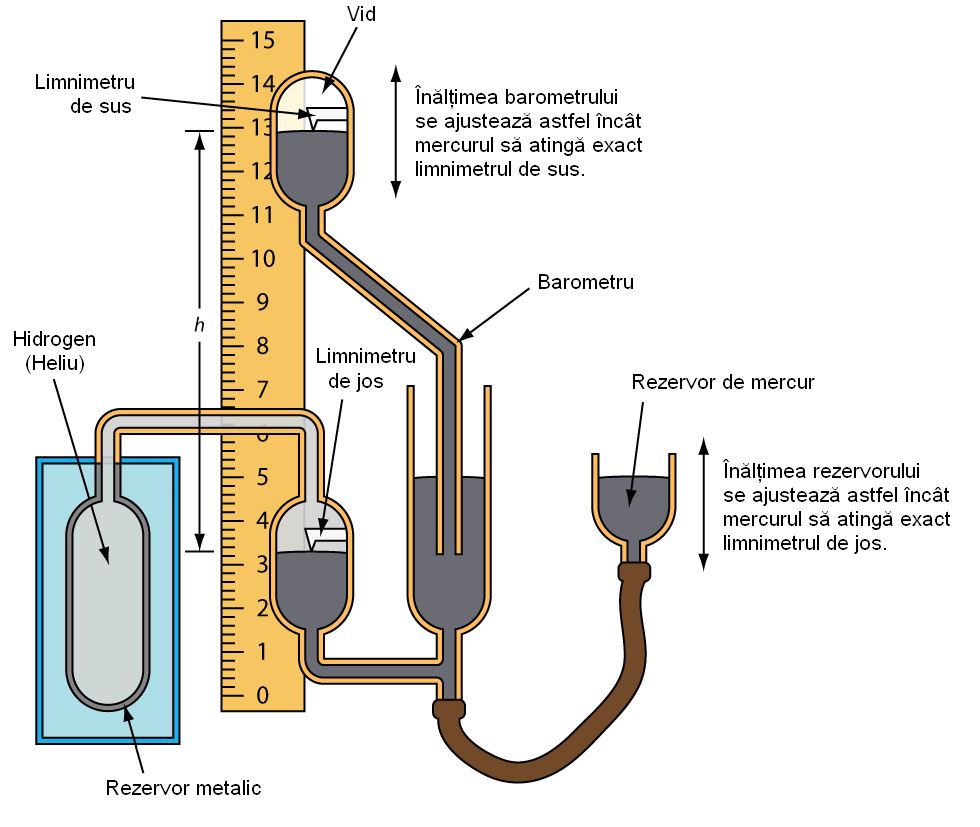 Vid
Limnimetru
de sus
Înălțimea barometrului
se ajustează astfel încât
mercurul să atingă exact
limnimetrul de sus.
15
14
13
12
11
10
9
8
7
6
5
4
3
2
1
0
h
Barometru
Hidrogen
(Heliu)
Limnimetru
de jos
Rezervor de mercur
Înălțimea rezervorului
se ajustează astfel încât
mercurul să atingă exact
limnimetrul de jos.
Rezervor metalic